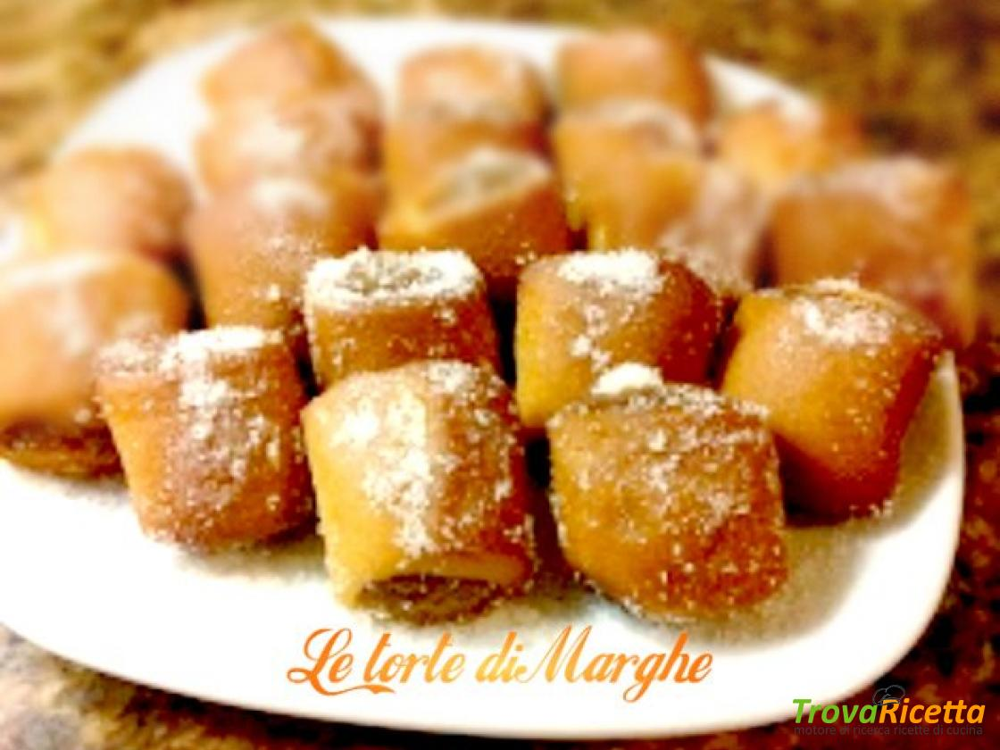 Le torte di Marghe
TrovaRicetta
motore di ricerca ricette di cucina